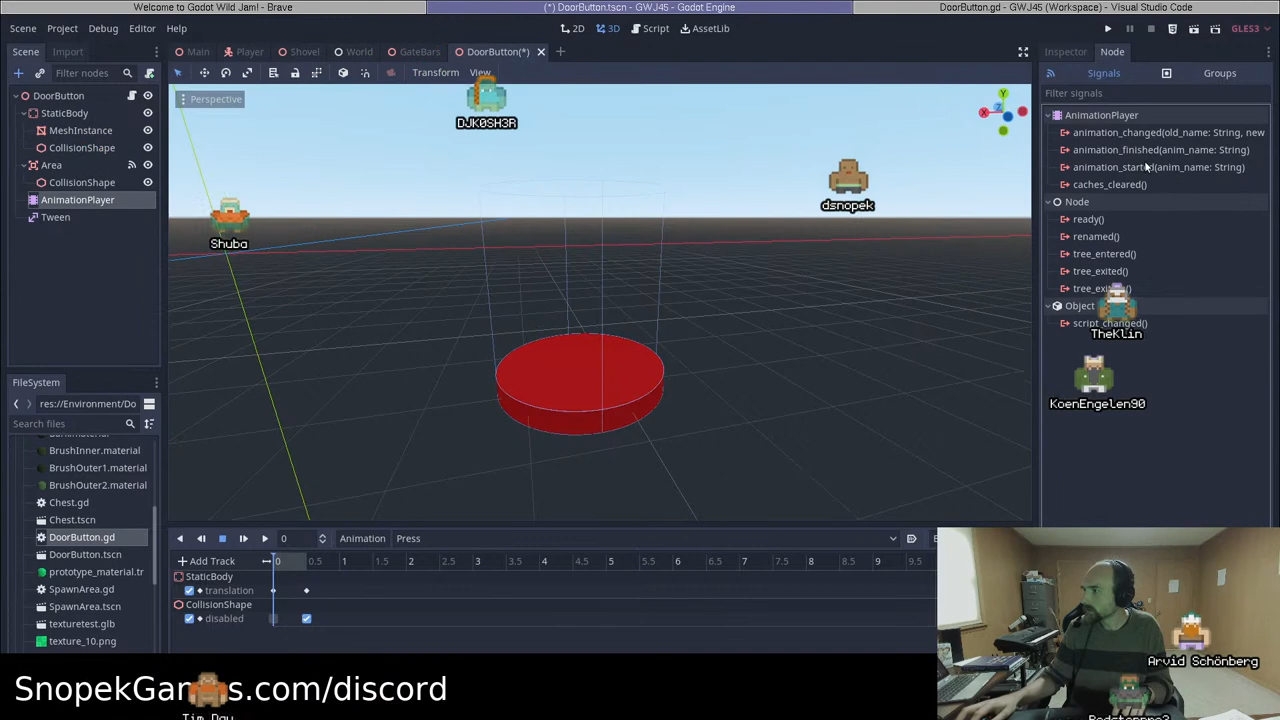 Welcome to Godot Wild Jam! - Brave
(*) DoorButton.tscn - GWJ45 - Godot Engine
DoorButton.gd - GWJ45 (Workspace) - Visual Studio Code
Scene Project Debug Editor Help
2D 3D Script AssetLib
GLES3
Scene Import
Main Player Shovel World GateBars DoorButton(*)
Inspector Node
Filter nodes
Transform View
Signals Groups
Filter signals
DoorButton
StaticBody
MeshInstance
CollisionShape
Area
CollisionShape
AnimationPlayer
Tween
Perspective
DJK0SH3R
dsnopek
Shuba
AnimationPlayer
animation_changed(old_name: String, new
animation_finished(anim_name: String)
animation_started(anim_name: String)
caches_cleared()
Node
ready()
renamed()
tree_entered()
tree_exited()
Object
script_changed()
TheKlin
KoenEngelen90
FileSystem
res://Environment/Do
Search files
BrushInner.material
BrushOuter1.material
BrushOuter2.material
Chest.gd
Chest.tscn
DoorButton.gd
DoorButton.tscn
prototype_material.tr
SpawnArea.gd
SpawnArea.tscn
texturetest.glb
texture_10.png
0 Animation Press
Add Track 0 0.5 1 1.5 2 2.5 3 3.5 4 4.5 5 5.5 6 6.5 7 7.5 8 8.5 9 9.5
StaticBody
translation
CollisionShape
disabled
Arvid Schönberg
SnopekGames.com/discord